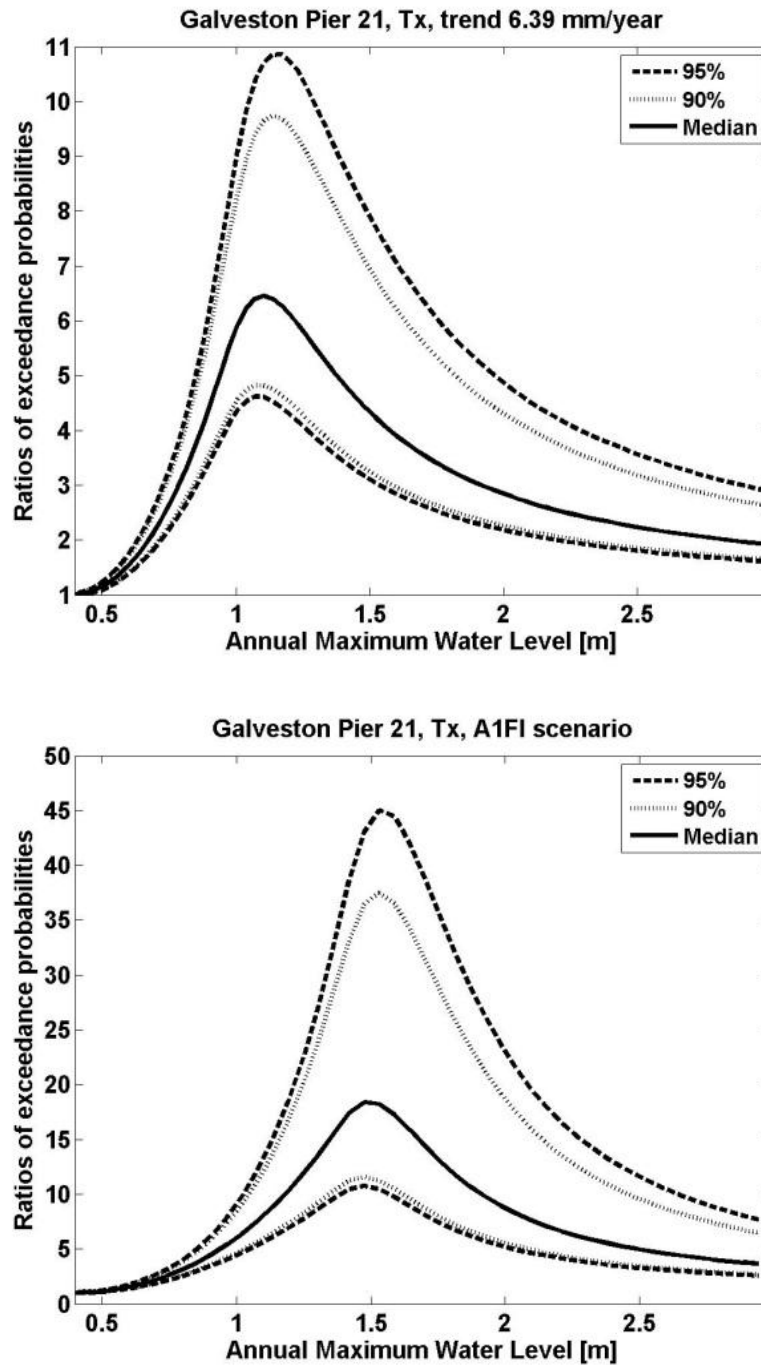 Galveston Pier 21, Tx, trend 6.39 mm/year
11
10
9
8
7
6
5
4
3
2
1
Ratios of exceedance probabilities
95%
90%
Median
0.5 1 1.5 2 2.5
Annual Maximum Water Level [m]
Galveston Pier 21, Tx, A1FI scenario
50
45
40
35
30
25
20
15
10
5
0
Ratios of exceedance probabilities
95%
90%
Median
0.5 1 1.5 2 2.5
Annual Maximum Water Level [m]